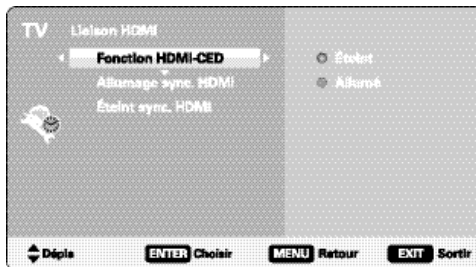 TV Liaison HDMI
Fonction HDMI-CED
Éteint
Allumage sync. HDMI
Allumé
Éteint sync. HDMI
Dépla ENTER Choisir MENU Retour EXIT Sortir